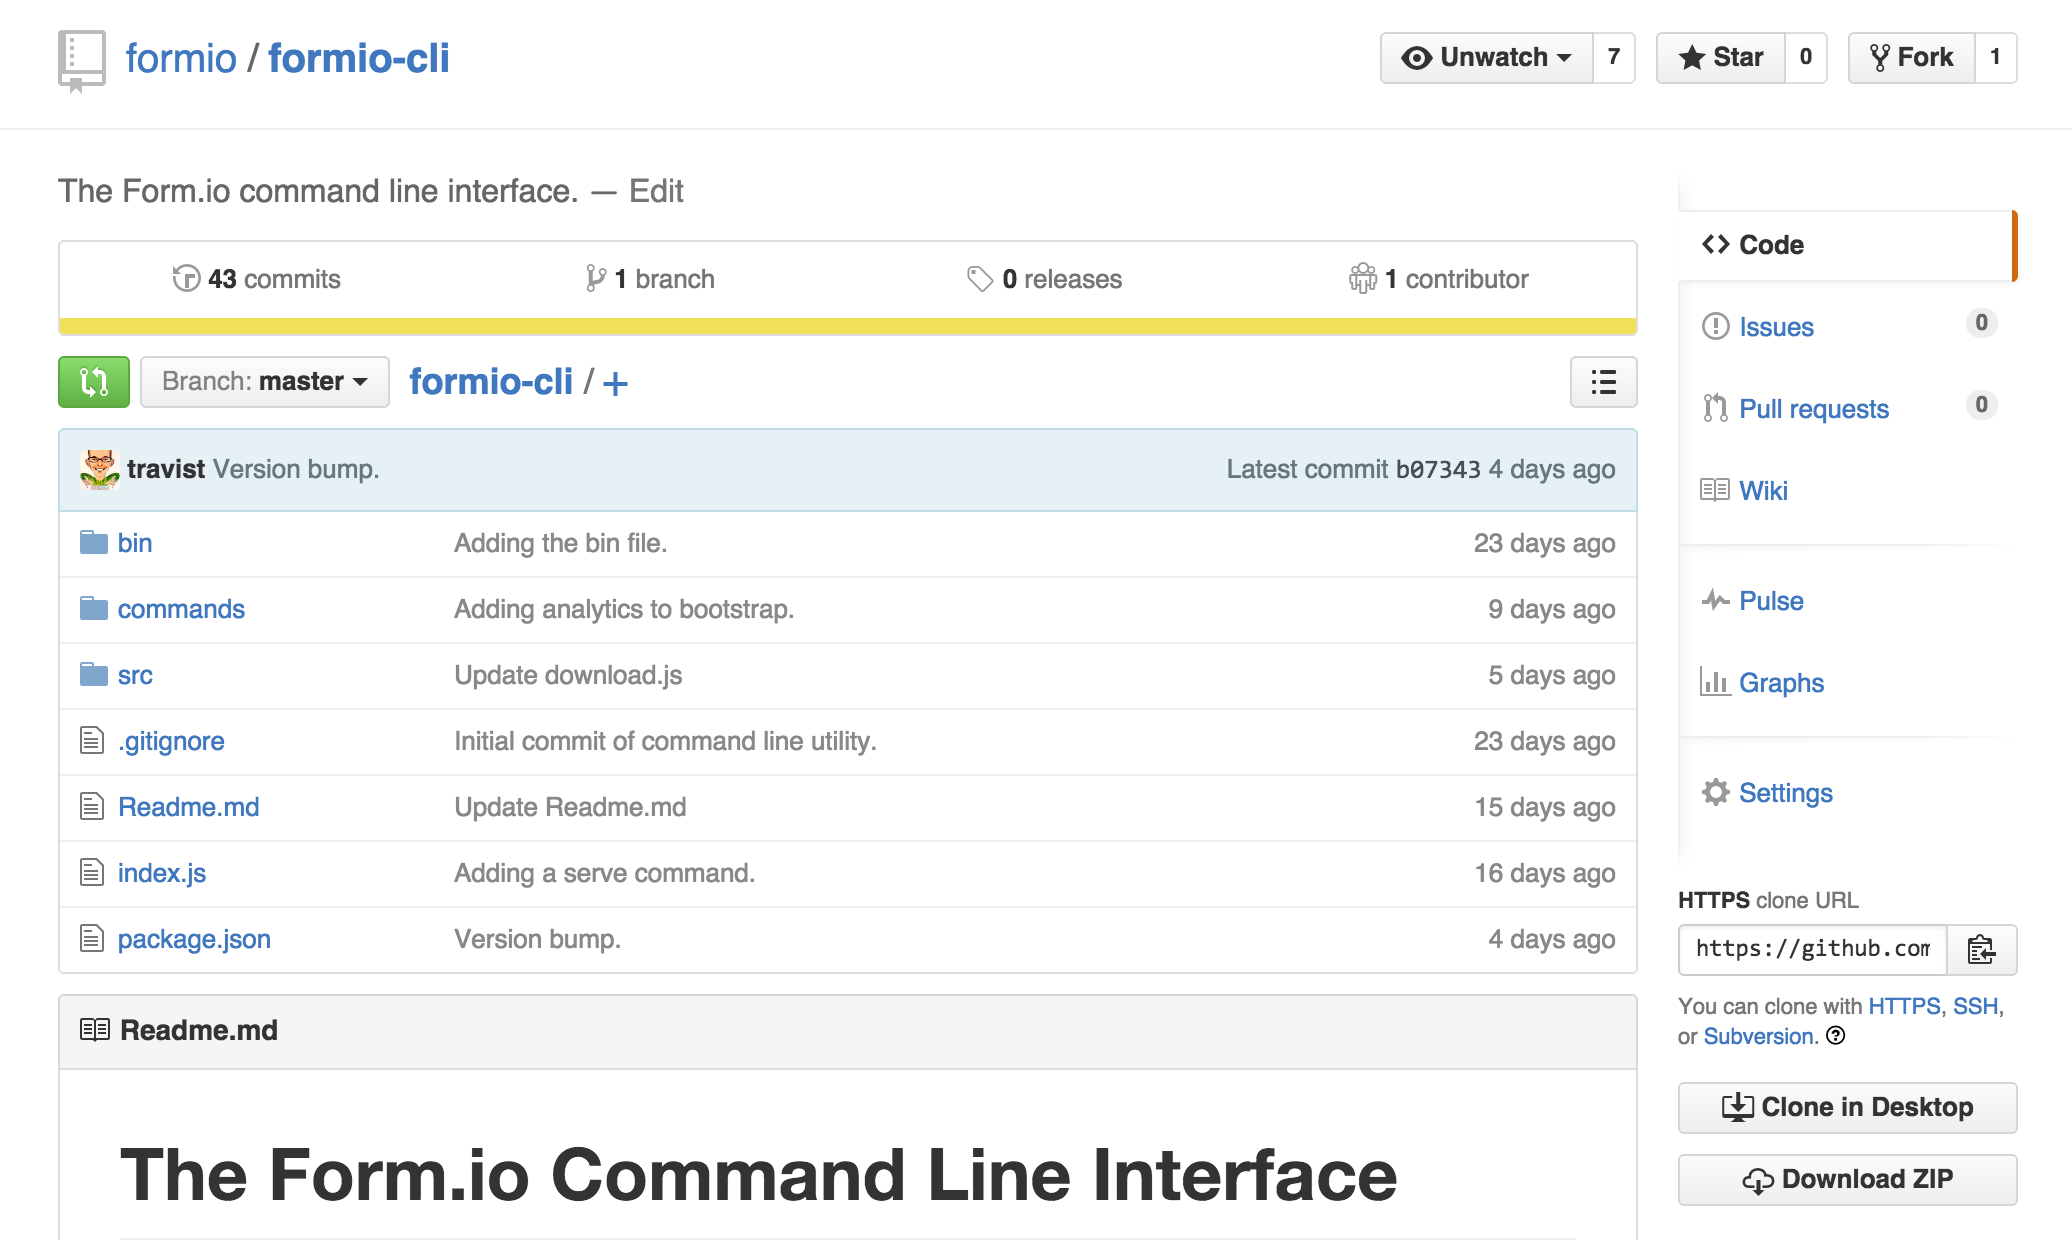 formio / formio-cli
Unwatch 7 Star 0 Fork 1
The Form.io command line interface. — Edit
43 commits 1 branch 0 releases 1 contributor
Branch: master formio-cli / +
travist Version bump. Latest commit b07343 4 days ago
bin Adding the bin file. 23 days ago
commands Adding analytics to bootstrap. 9 days ago
src Update download.js 5 days ago
.gitignore Initial commit of command line utility. 23 days ago
Readme.md Update Readme.md 15 days ago
index.js Adding a serve command. 16 days ago
package.json Version bump. 4 days ago
Readme.md
The Form.io Command Line Interface
Code
Issues 0
Pull requests 0
Wiki
Pulse
Graphs
Settings
HTTPS clone URL
https://github.com
You can clone with HTTPS, SSH,
or Subversion.
Clone in Desktop
Download ZIP